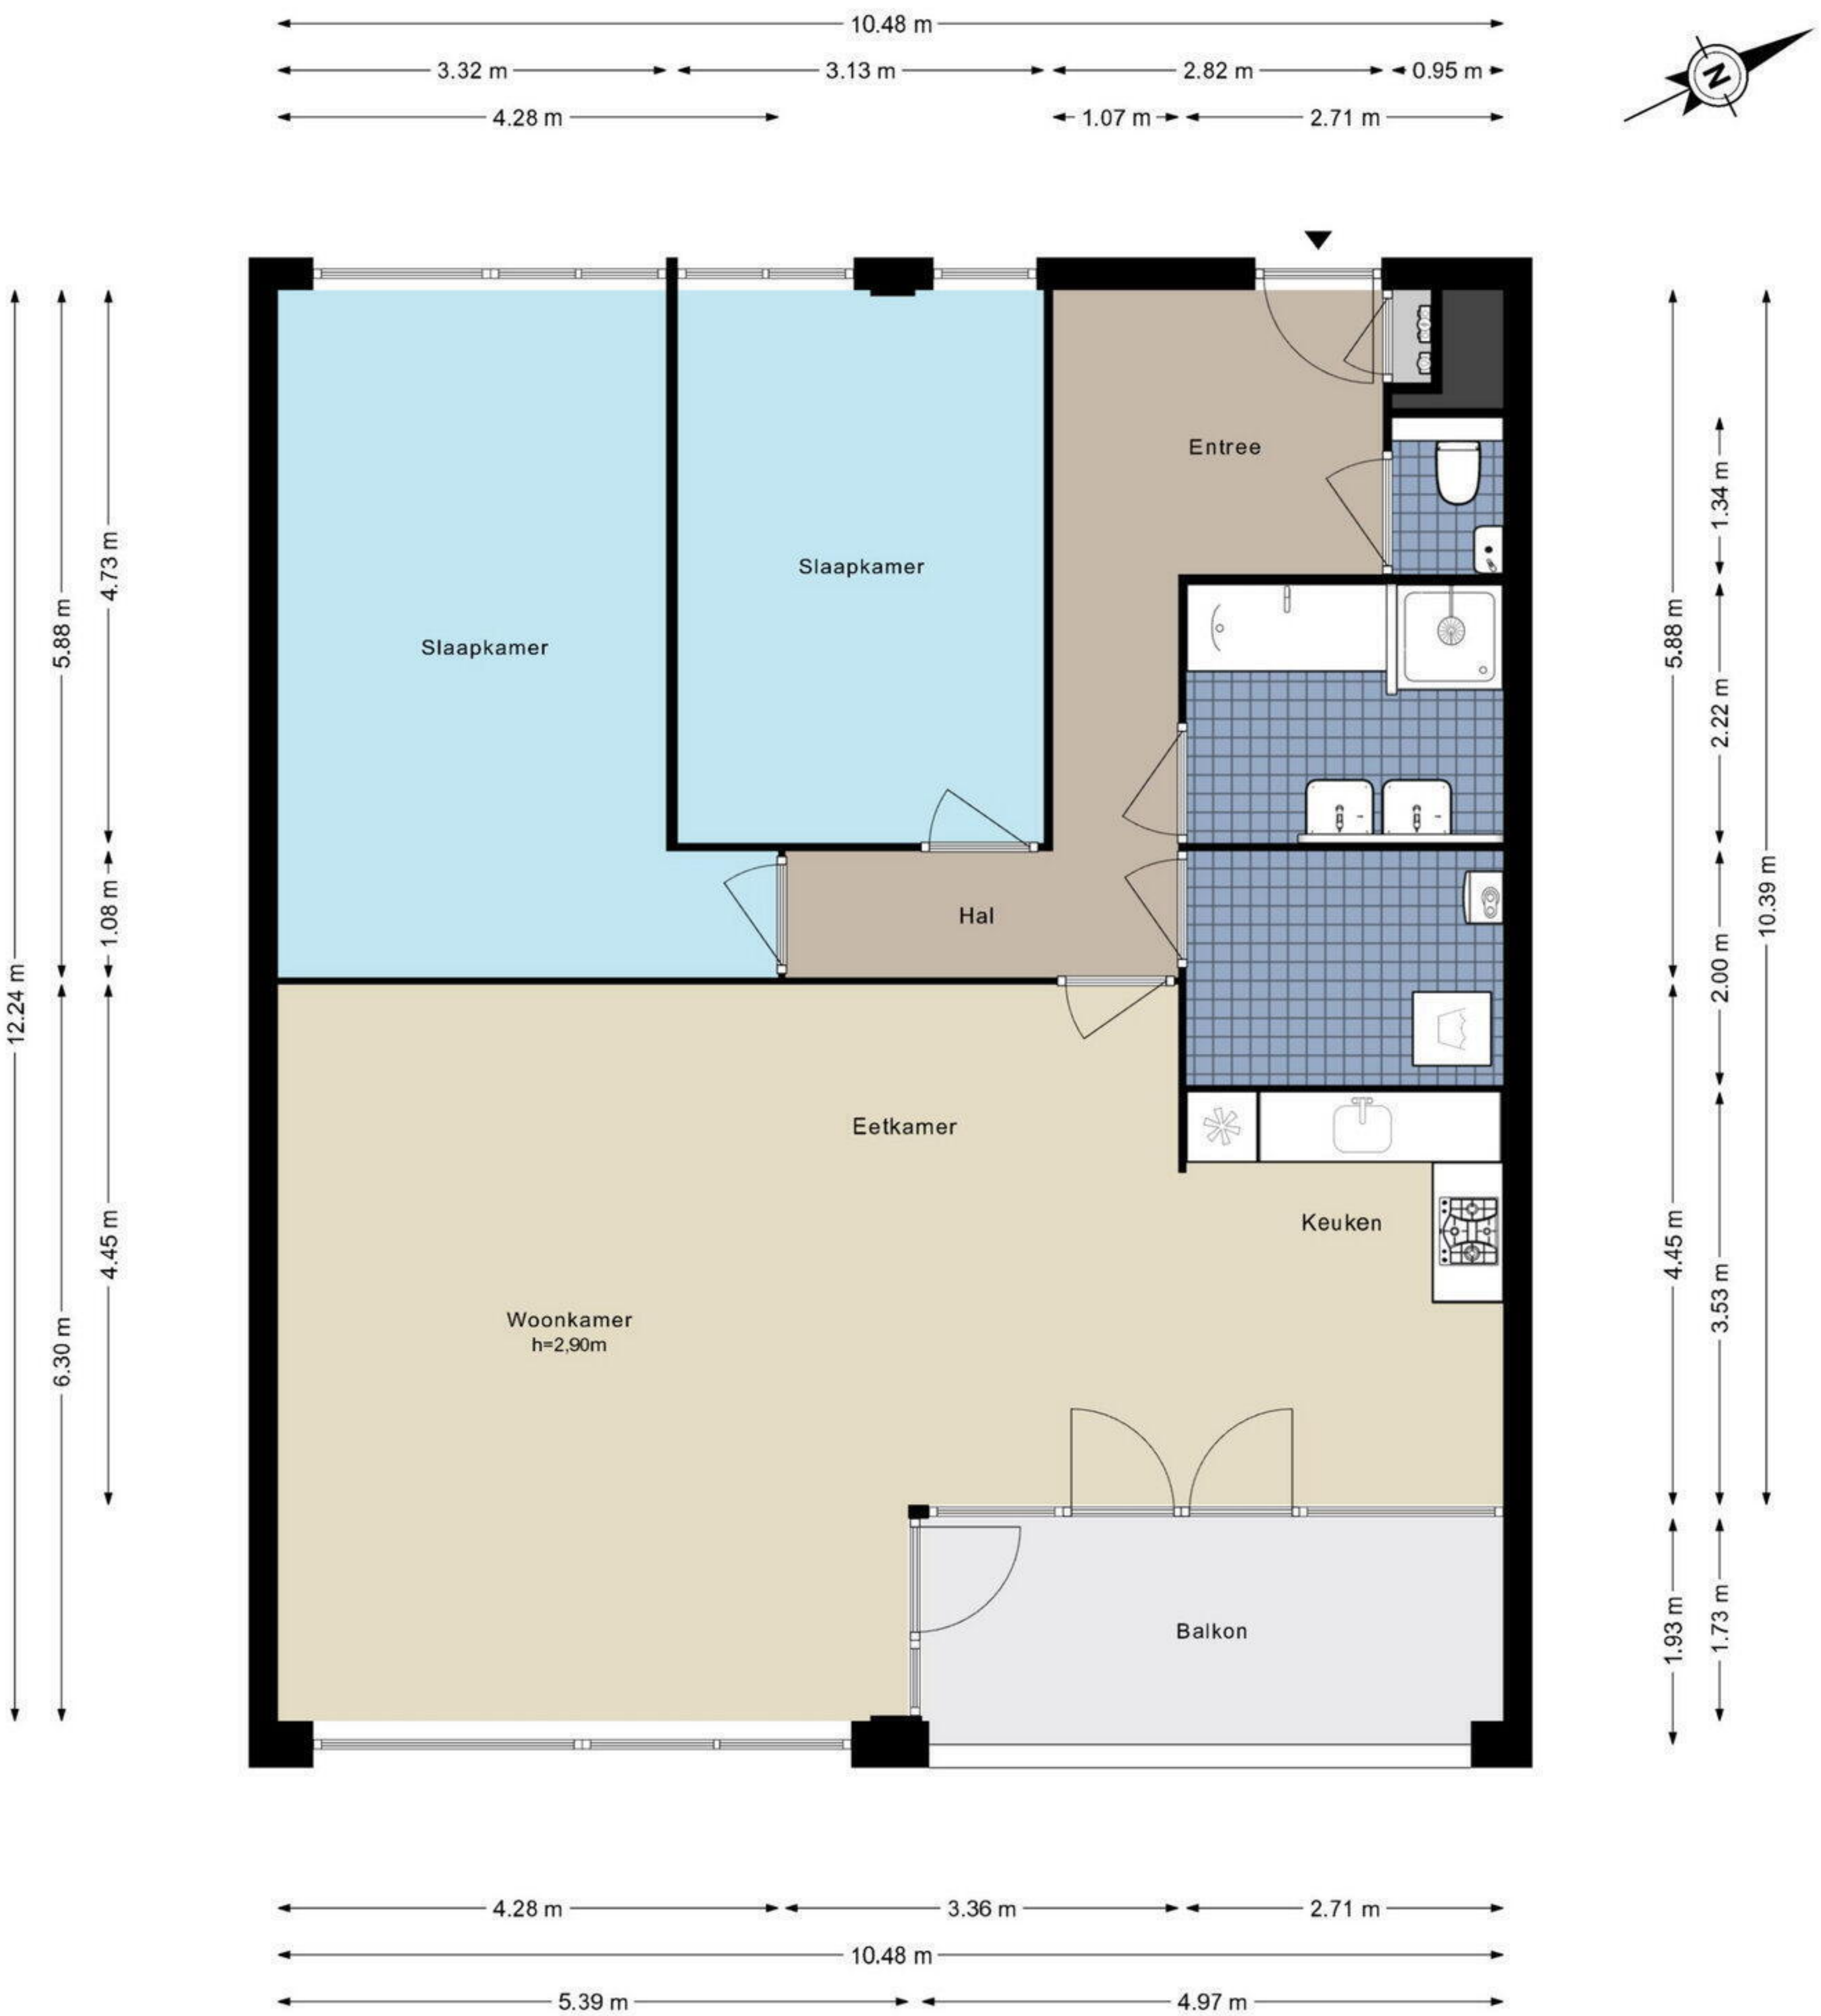 10.48 m
3.32 m
3.13 m
2.82 m
0.95 m
4.28 m
1.07 m
2.71 m
N
Entree
1.34 m
4.73 m
Slaapkamer
5.88 m
5.88 m
Slaapkamer
2.22 m
10.39 m
1.08 m
Hal
2.00 m
12.24 m
Eetkamer
Keuken
4.45 m
4.45 m
3.53 m
Woonkamer
h=2,90m
6.30 m
Balkon
1.93 m
1.73 m
4.28 m
3.36 m
2.71 m
10.48 m
5.39 m
4.97 m